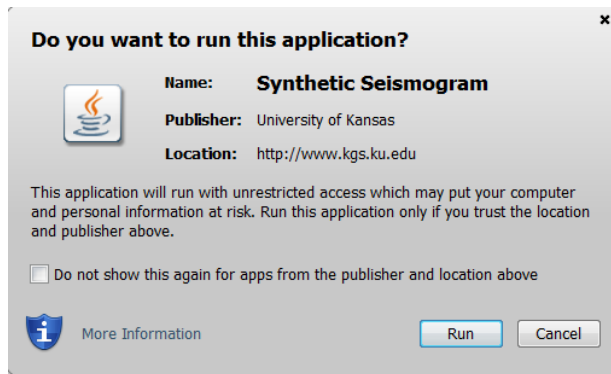 Do you want to run this application?
Name: Synthetic Seismogram
Publisher: University of Kansas
Location: http://www.kgs.ku.edu
This application will run with unrestricted access which may put your computer
and personal information at risk. Run this application only if you trust the location
and publisher above.
Do not show this again for apps from the publisher and location above
More Information Run Cancel